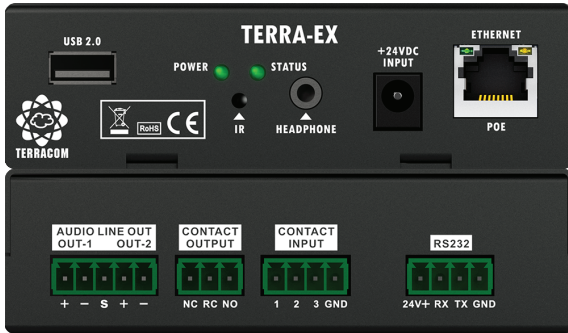 TERRA-EX
USB 2.0
POWER
STATUS
+24VDC
INPUT
ETHERNET
TERRACOM
RoHS
CE
IR
HEADPHONE
POE
AUDIO LINE OUT
OUT-1 OUT-2
CONTACT
OUTPUT
CONTACT
INPUT
RS232
+ − S + −
NC RC NO
1 2 3 GND
24V+ RX TX GND